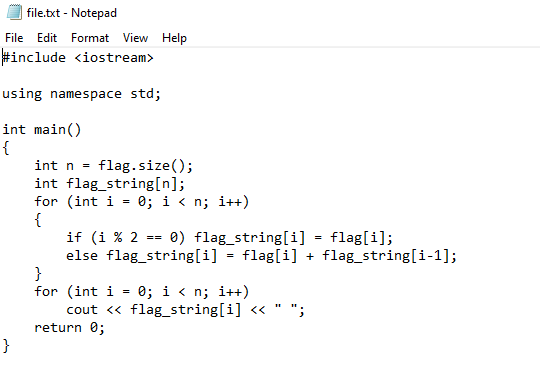 file.txt - Notepad
File Edit Format View Help
#include <iostream>
using namespace std;
int main()
{
    int n = flag.size();
    int flag_string[n];
    for (int i = 0; i < n; i++)
    {
        if (i % 2 == 0) flag_string[i] = flag[i];
        else flag_string[i] = flag[i] + flag_string[i-1];
    }
    for (int i = 0; i < n; i++)
        cout << flag_string[i] << " ";
    return 0;
}